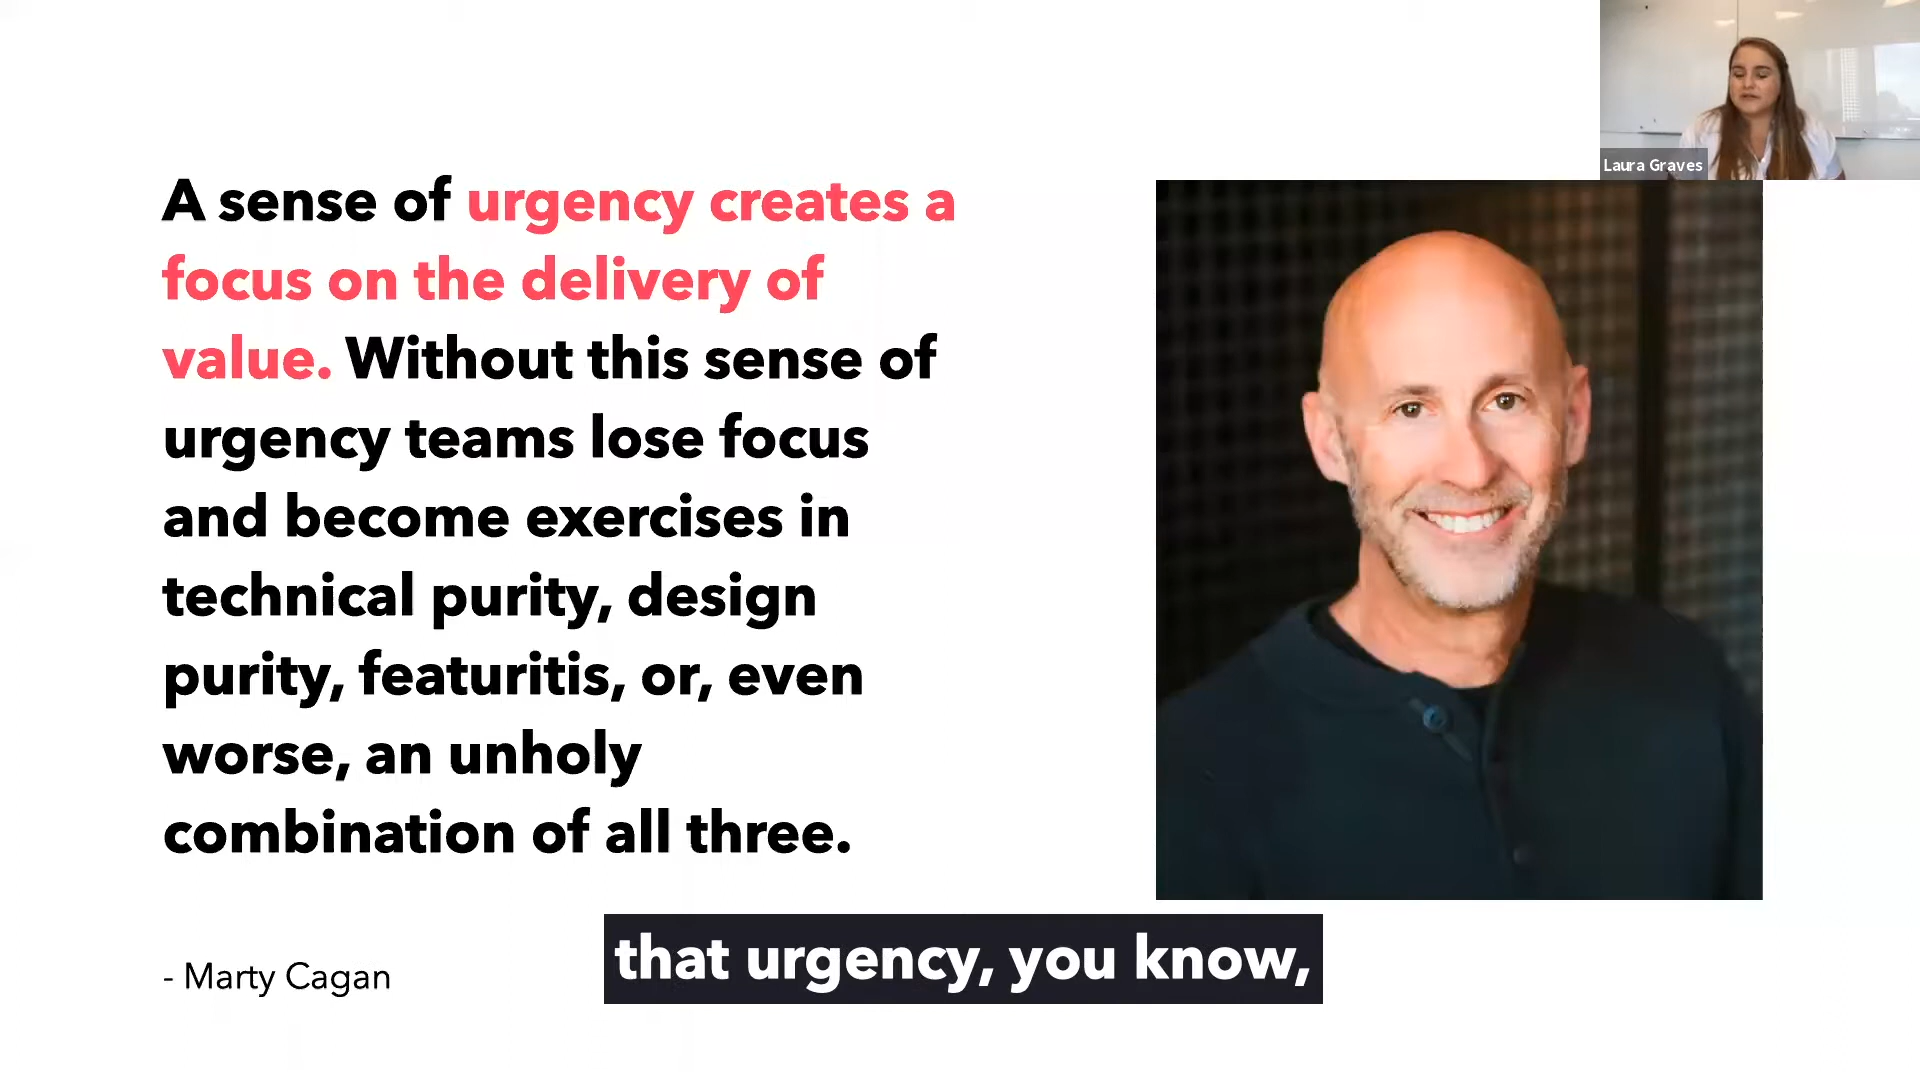 Laura Graves
A sense of urgency creates a
focus on the delivery of
value. Without this sense of
urgency teams lose focus
and become exercises in
technical purity, design
purity, featuritis, or, even
worse, an unholy
combination of all three.
- Marty Cagan
that urgency, you know,